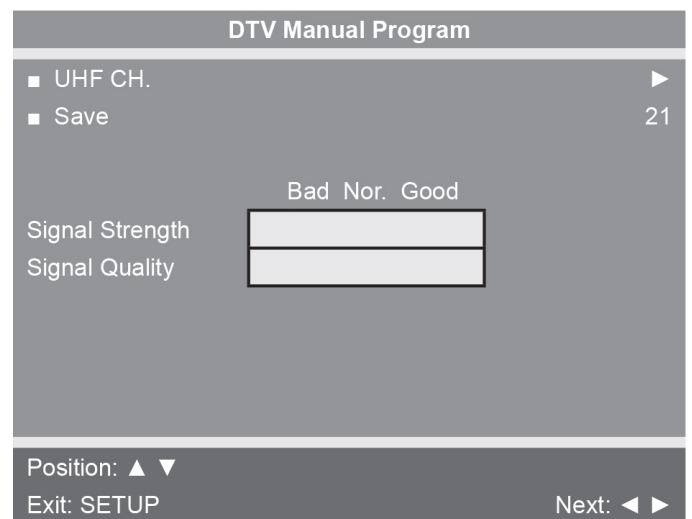 DTV Manual Program
■ UHF CH. ►
■ Save 21
Bad Nor. Good
Signal Strength
Signal Quality
Position: ▲ ▼
Exit: SETUP Next: ◄ ►